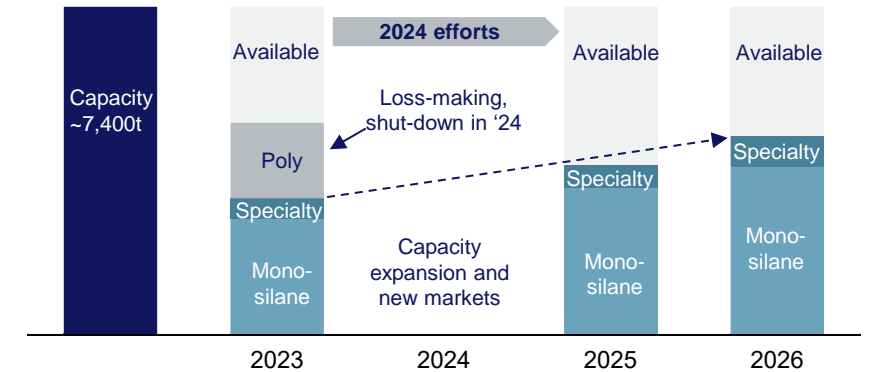 Capacity
~7,400t
Available
Poly
Specialty
Mono-
silane
2024 efforts
Loss-making,
shut-down in ‘24
Capacity
expansion and
new markets
Available
Specialty
Mono-
silane
Available
Specialty
Mono-
silane
2023
2024
2025
2026